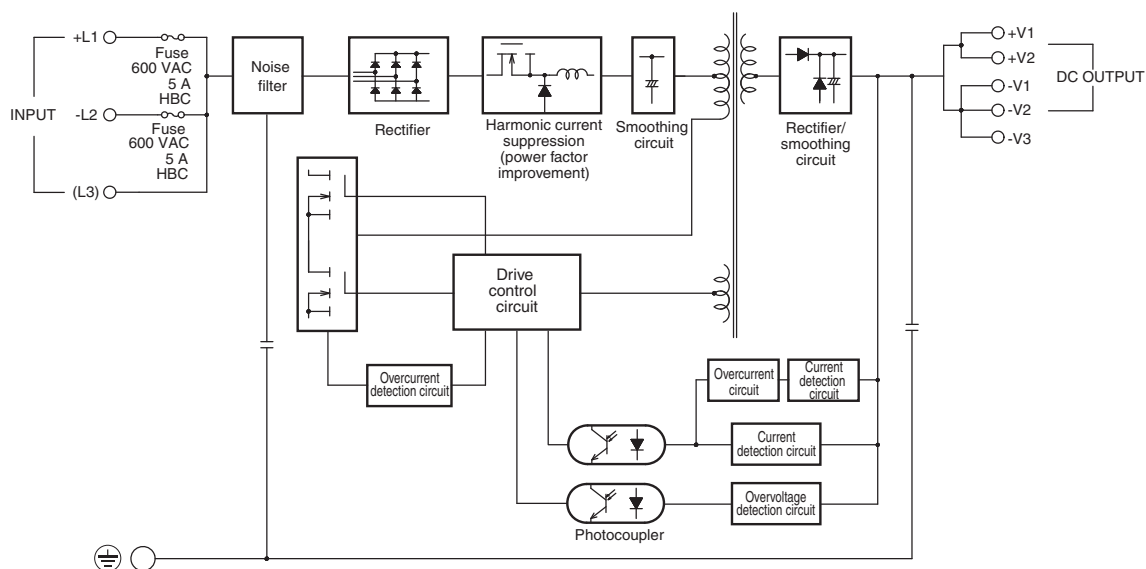 INPUT
+L1
Fuse
600 VAC
5 A
HBC
-L2
Fuse
600 VAC
5 A
HBC
(L3)
Noise
filter
Rectifier
Harmonic current
suppression
(power factor
improvement)
Smoothing
circuit
Rectifier/
smoothing
circuit
+V1
+V2
-V1
-V2
-V3
DC OUTPUT
Drive
control
circuit
Overcurrent
detection circuit
Overcurrent
circuit
Current
detection
circuit
Current
detection circuit
Overvoltage
detection circuit
Photocoupler